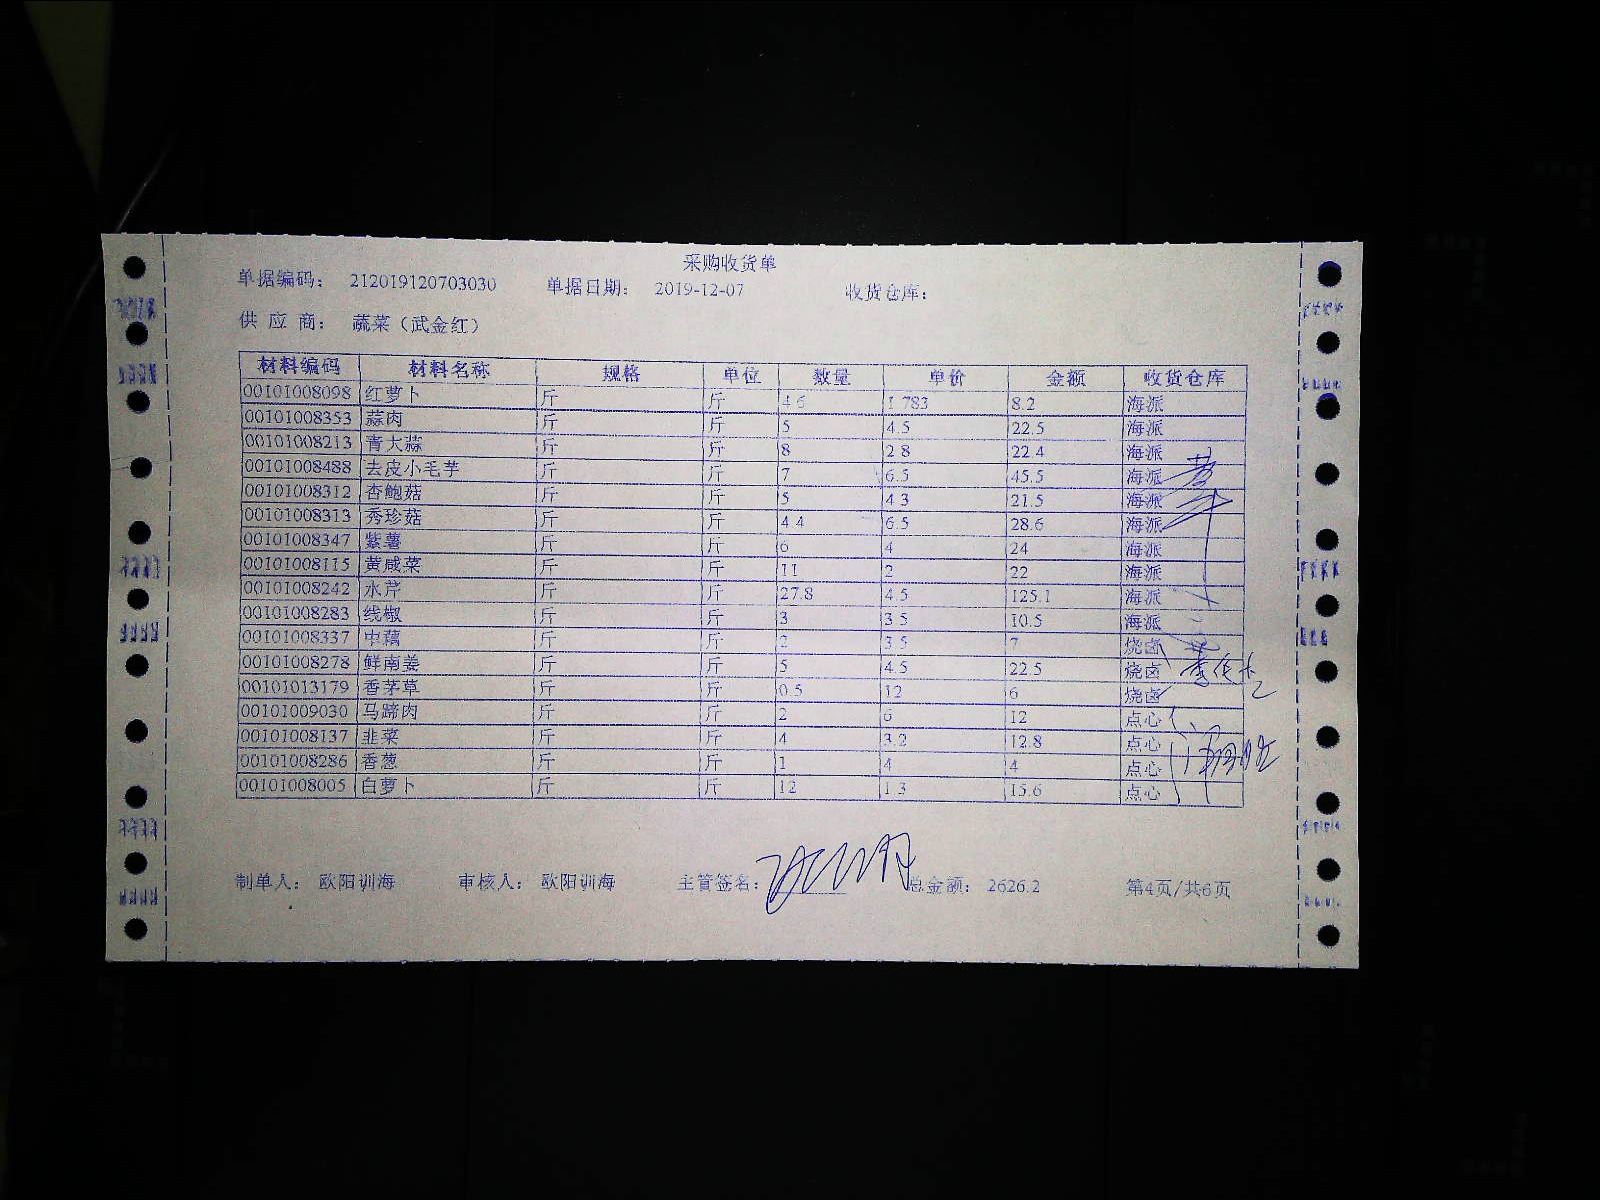 采购收货单
单据编码： 212019120703030 单据日期： 2019-12-07 收货仓库：
供 应 商： 蔬菜（武金红）
材料编码 材料名称 规格 单位 数量 单价 金额 收货仓库
00101008098 红萝卜 斤 斤 4.6 1.783 8.2 海派
00101008353 蒜肉 斤 斤 5 4.5 22.5 海派
00101008213 青大蒜 斤 斤 8 2.8 22.4 海派
00101008488 去皮小毛芋 斤 斤 7 6.5 45.5 海派
00101008312 杏鲍菇 斤 斤 5 4.3 21.5 海派
00101008313 秀珍菇 斤 斤 4.4 6.5 28.6 海派
00101008347 紫薯 斤 斤 6 4 24 海派
00101008115 黄咸菜 斤 斤 11 2 22 海派
00101008242 水芹 斤 斤 27.8 4.5 125.1 海派
00101008283 线椒 斤 斤 3 3.5 10.5 海派
00101008337 中藕 斤 斤 2 3.5 7 烧卤
00101008278 鲜南姜 斤 斤 5 4.5 22.5 烧卤
00101013179 香茅草 斤 斤 0.5 12 6 烧卤
00101009030 马蹄肉 斤 斤 2 6 12 点心
00101008137 韭菜 斤 斤 4 3.2 12.8 点心
00101008286 香葱 斤 斤 1 4 4 点心
00101008005 白萝卜 斤 斤 12 1.3 15.6 点心
制单人： 欧阳训海 审核人： 欧阳训海 主管签名： 总金额： 2626.2 第4页/共6页